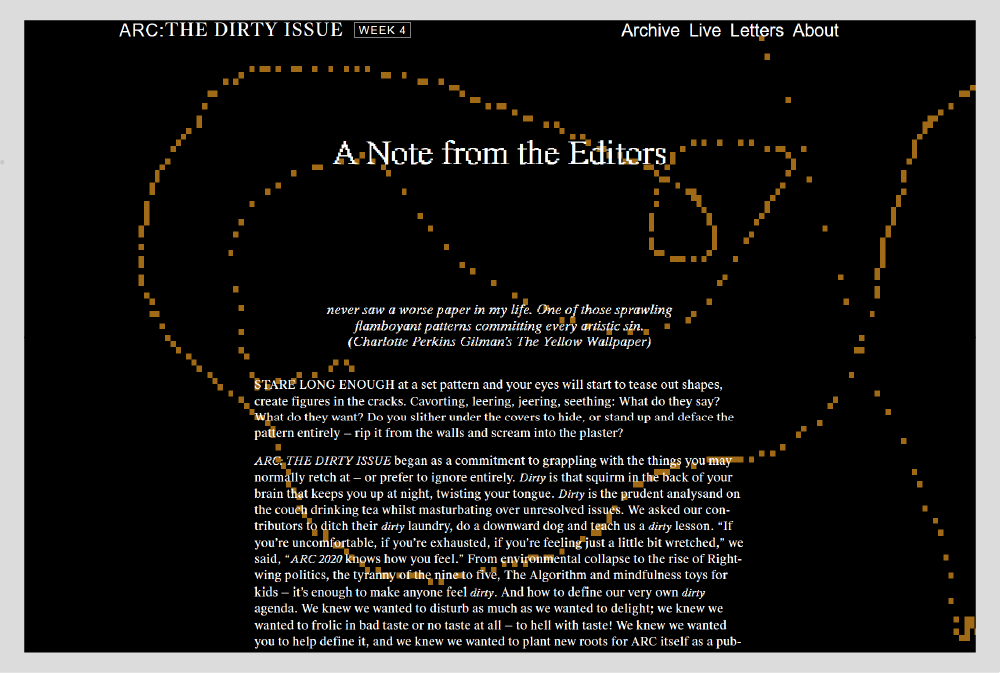 ARC:THE DIRTY ISSUE WEEK 4 Archive Live Letters About
A Note from the Editors
never saw a worse paper in my life. One of those sprawling
flamboyant patterns committing every artistic sin.
(Charlotte Perkins Gilman’s The Yellow Wallpaper)
STARE LONG ENOUGH at a set pattern and your eyes will start to tease out shapes,
create figures in the cracks. Cavorting, leering, jeering, seething: What do they say?
What do they want? Do you slither under the covers to hide, or stand up and deface the
pattern entirely – rip it from the walls and scream into the plaster?
ARC: THE DIRTY ISSUE began as a commitment to grappling with the things you may
normally retch at – or prefer to ignore entirely. Dirty is that squirm in the back of your
brain that keeps you up at night, twisting your tongue. Dirty is the prudent analysand on
the couch drinking tea whilst masturbating over unresolved issues. We asked our con-
tributors to ditch their dirty laundry, do a downward dog and teach us a dirty lesson. “If
you’re uncomfortable, if you’re exhausted, if you’re feeling just a little bit wretched,” we
said, “ARC 2020 knows how you feel.” From environmental collapse to the rise of Right-
wing politics, the tyranny of the nine to five, The Algorithm and mindfulness toys for
kids – it’s enough to make anyone feel dirty. And how to define our very own dirty
agenda. We knew we wanted to disturb as much as we wanted to delight; we knew we
wanted to frolic in bad taste or no taste at all – to hell with taste! We knew we wanted
you to help define it, and we knew we wanted to plant new roots for ARC itself as a pub-